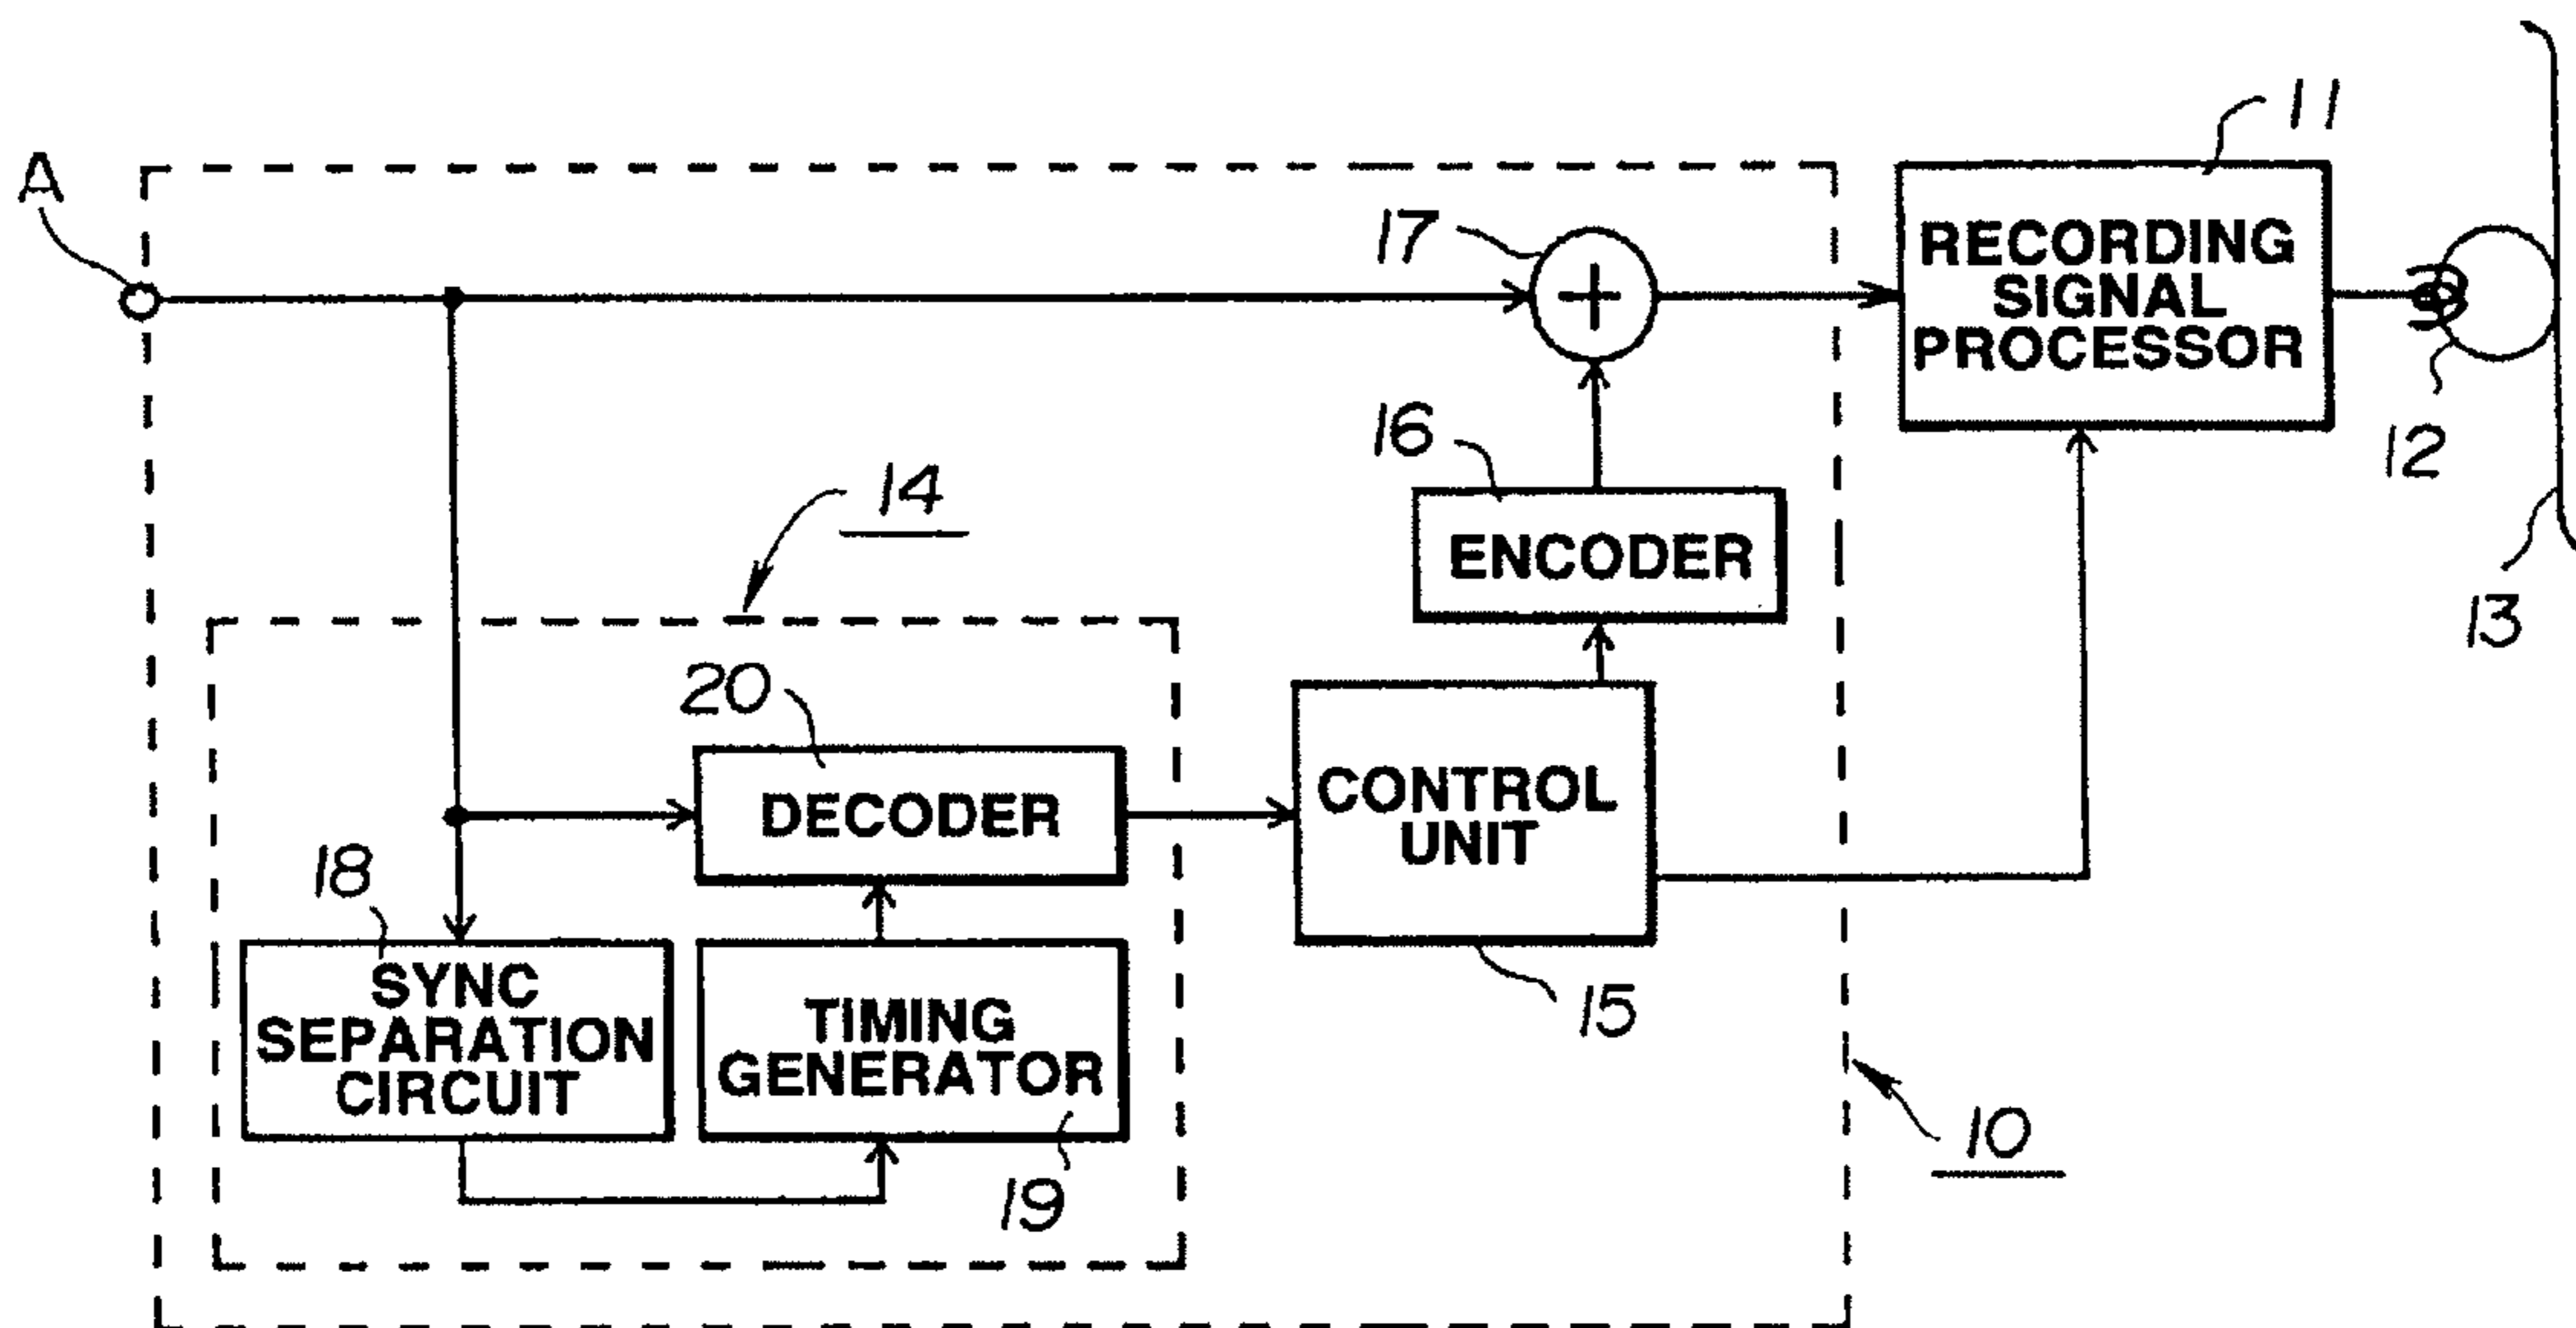 11
A
17
RECORDING
SIGNAL
PROCESSOR
16
12
14
ENCODER
13
20
CONTROL
UNIT
DECODER
18
SYNC
SEPARATION
CIRCUIT
TIMING
GENERATOR
15
10
19